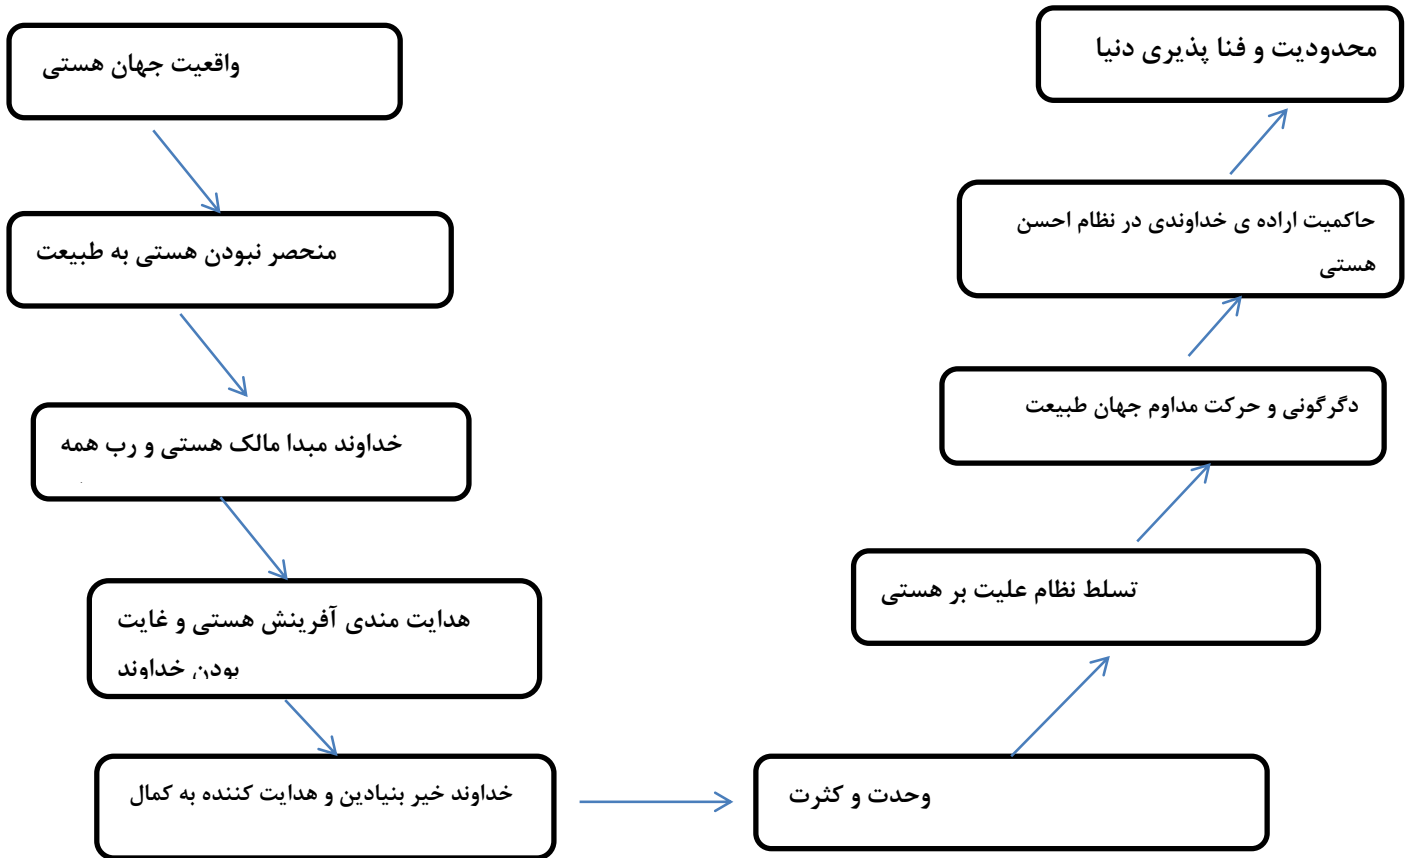 واقعیت جهان هستی
منحصر نبودن هستی به طبیعت
خداوند مبدا مالک هستی و رب همه
هدایت مندی آفرینش هستی و غایت
بودن خداوند
خداوند خیر بنیادین و هدایت کننده به کمال
وحدت و کثرت
تسلط نظام علیت بر هستی
دگرگونی و حرکت مداوم جهان طبیعت
حاکمیت اراده ی خداوندی در نظام احسن
هستی
محدودیت و فنا پذیری دنیا